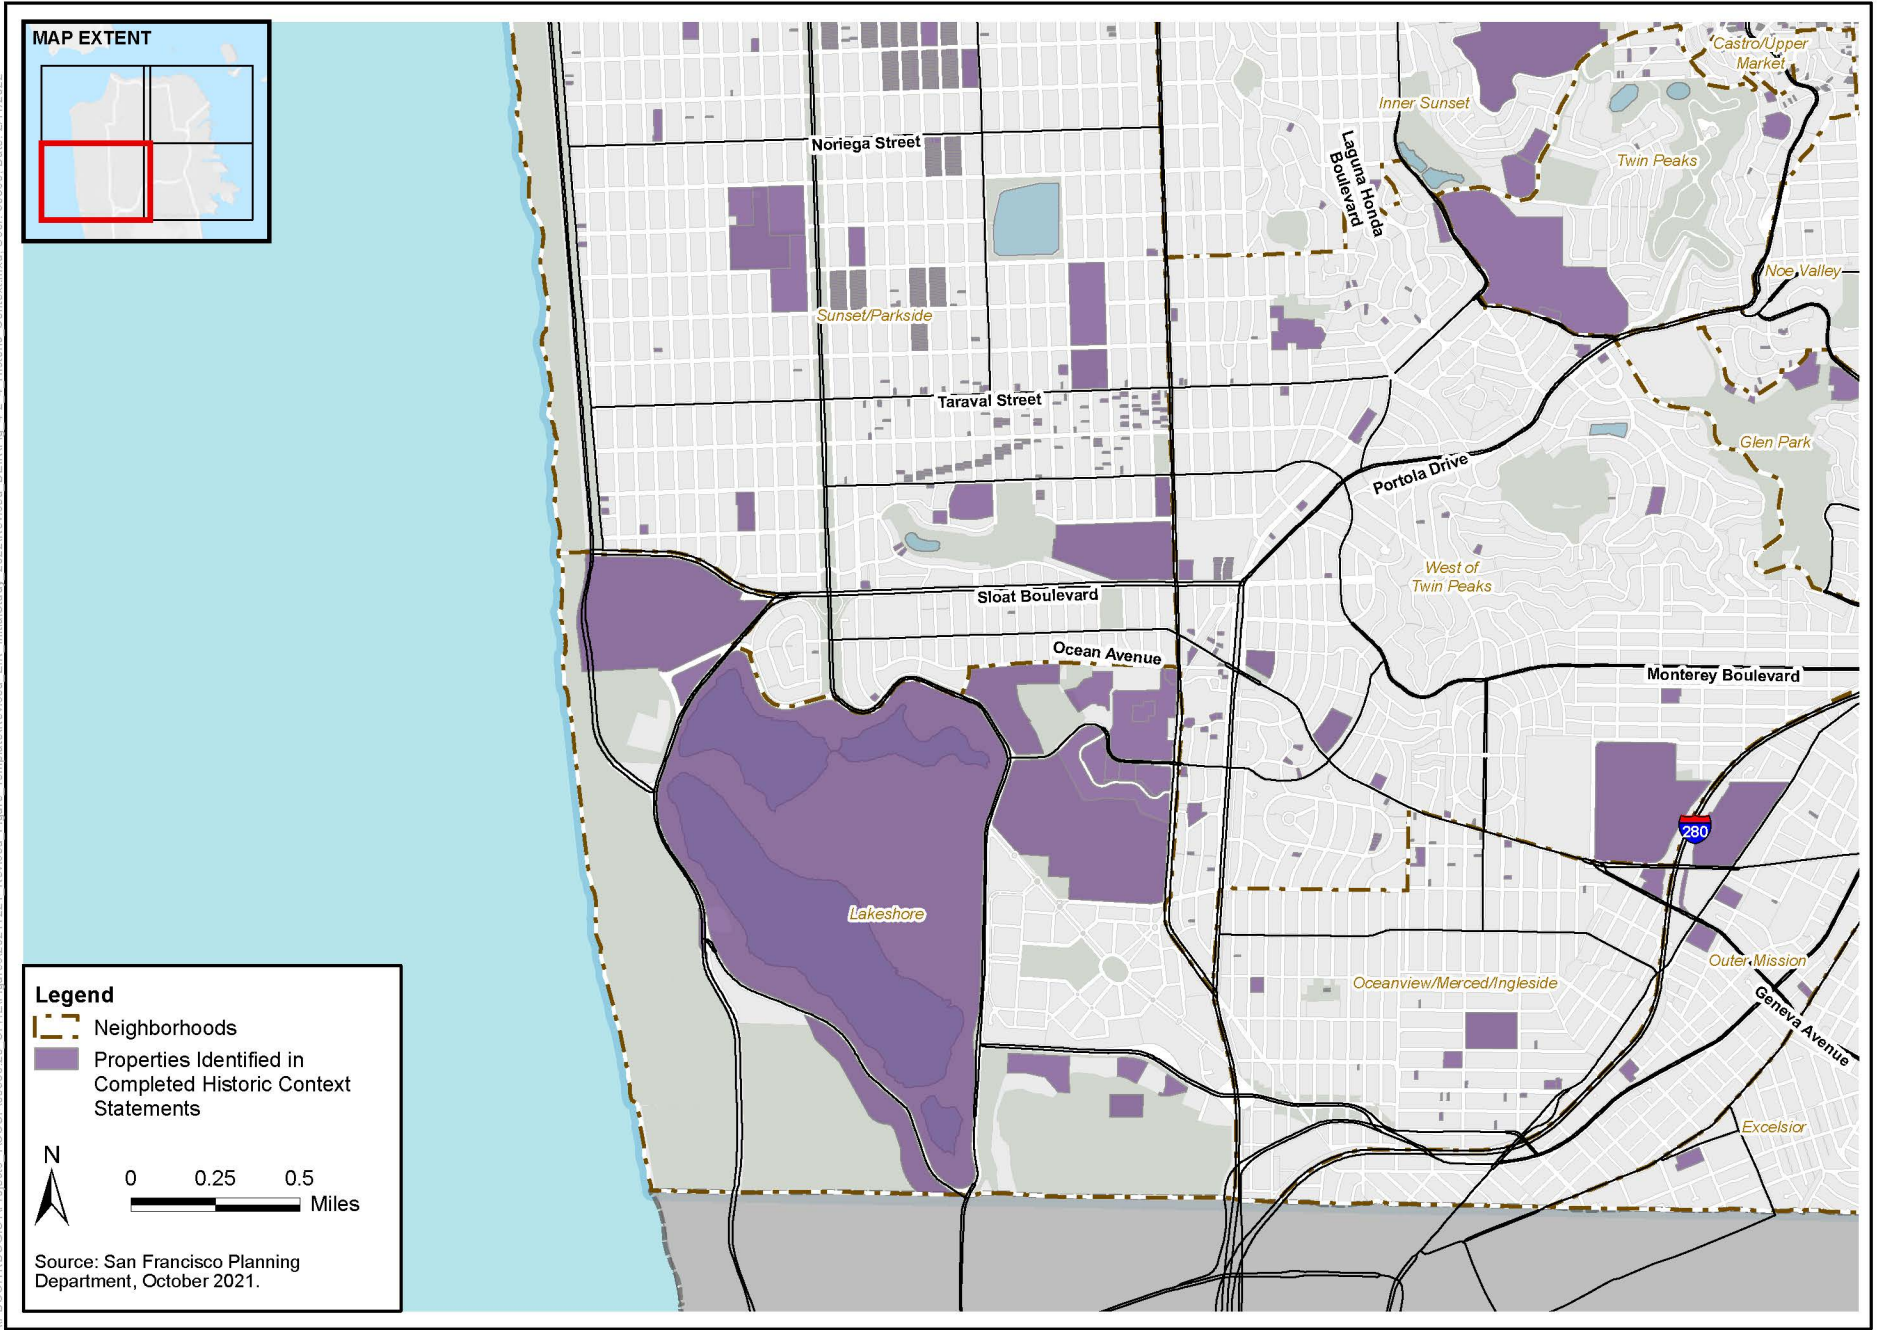 MAP EXTENT
Castro/Upper
Market
Inner Sunset
Noriega Street
Laguna Honda
Boulevard
Twin Peaks
Noe Valley
Sunset/Parkside
Taraval Street
Glen Park
Portola Drive
West of
Twin Peaks
Sloat Boulevard
Ocean Avenue
Monterey Boulevard
280
Lakeshore
Outer Mission
Oceanview/Merced/Ingleside
Geneva Avenue
Excelsior
Legend
Neighborhoods
Properties Identified in
Completed Historic Context
Statements
N
0 0.25 0.5
Miles
Source: San Francisco Planning
Department, October 2021.